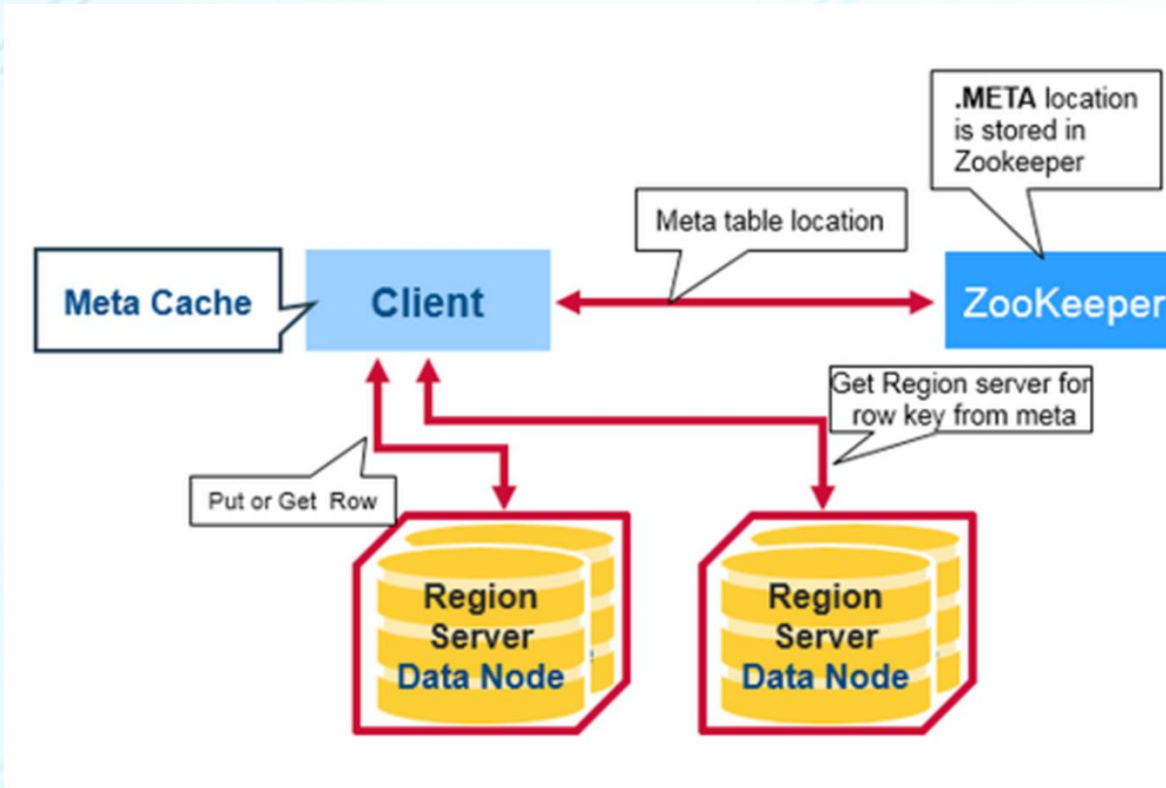 .META location
is stored in
Zookeeper
Meta table location
Meta Cache
Client
ZooKeeper
Get Region server for
row key from meta
Put or Get Row
Region
Server
Data Node
Region
Server
Data Node